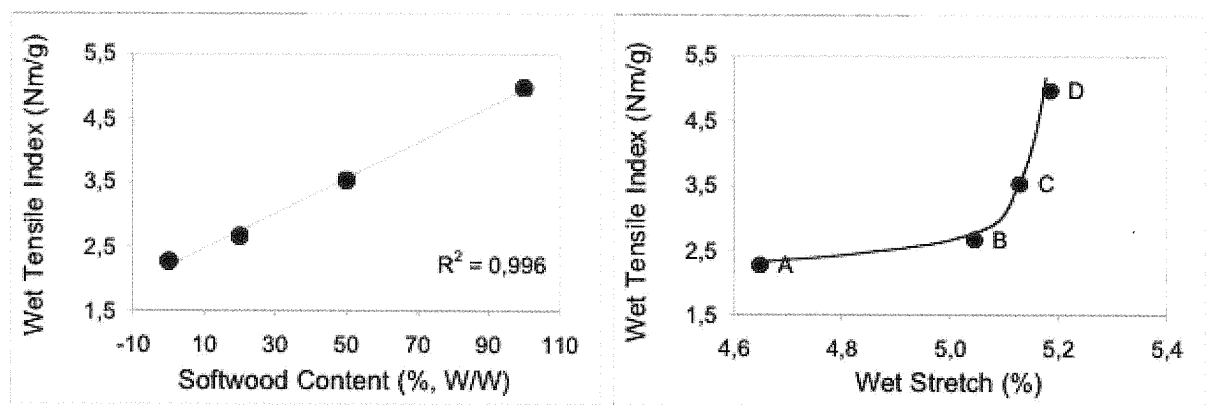 Wet Tensile Index (Nm/g)
5,5
4,5
3,5
2,5
1,5
R² = 0,996
-10 10 30 50 70 90 110
Softwood Content (%, W/W)
Wet Tensile Index (Nm/g)
5,5
4,5
3,5
2,5
1,5
D
C
B
A
4,6 4,8 5,0 5,2 5,4
Wet Stretch (%)